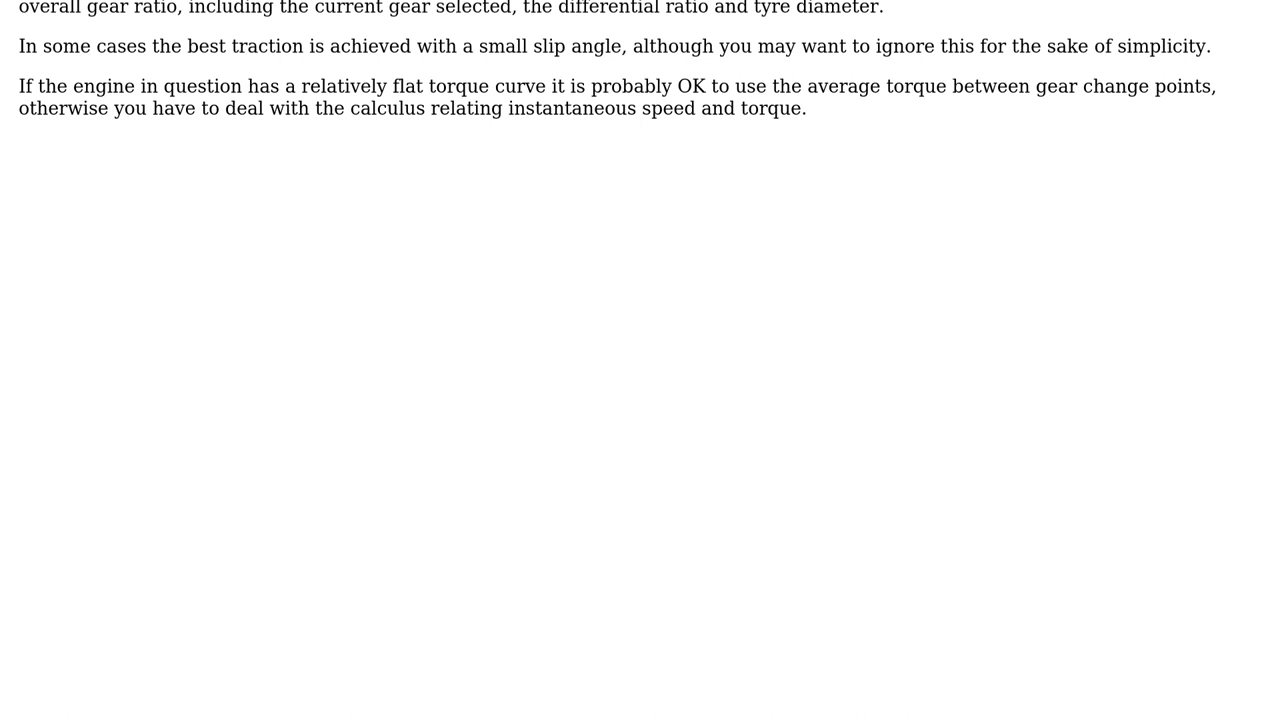 overall gear ratio, including the current gear selected, the differential ratio and tyre diameter.
In some cases the best traction is achieved with a small slip angle, although you may want to ignore this for the sake of simplicity.
If the engine in question has a relatively flat torque curve it is probably OK to use the average torque between gear change points,
otherwise you have to deal with the calculus relating instantaneous speed and torque.